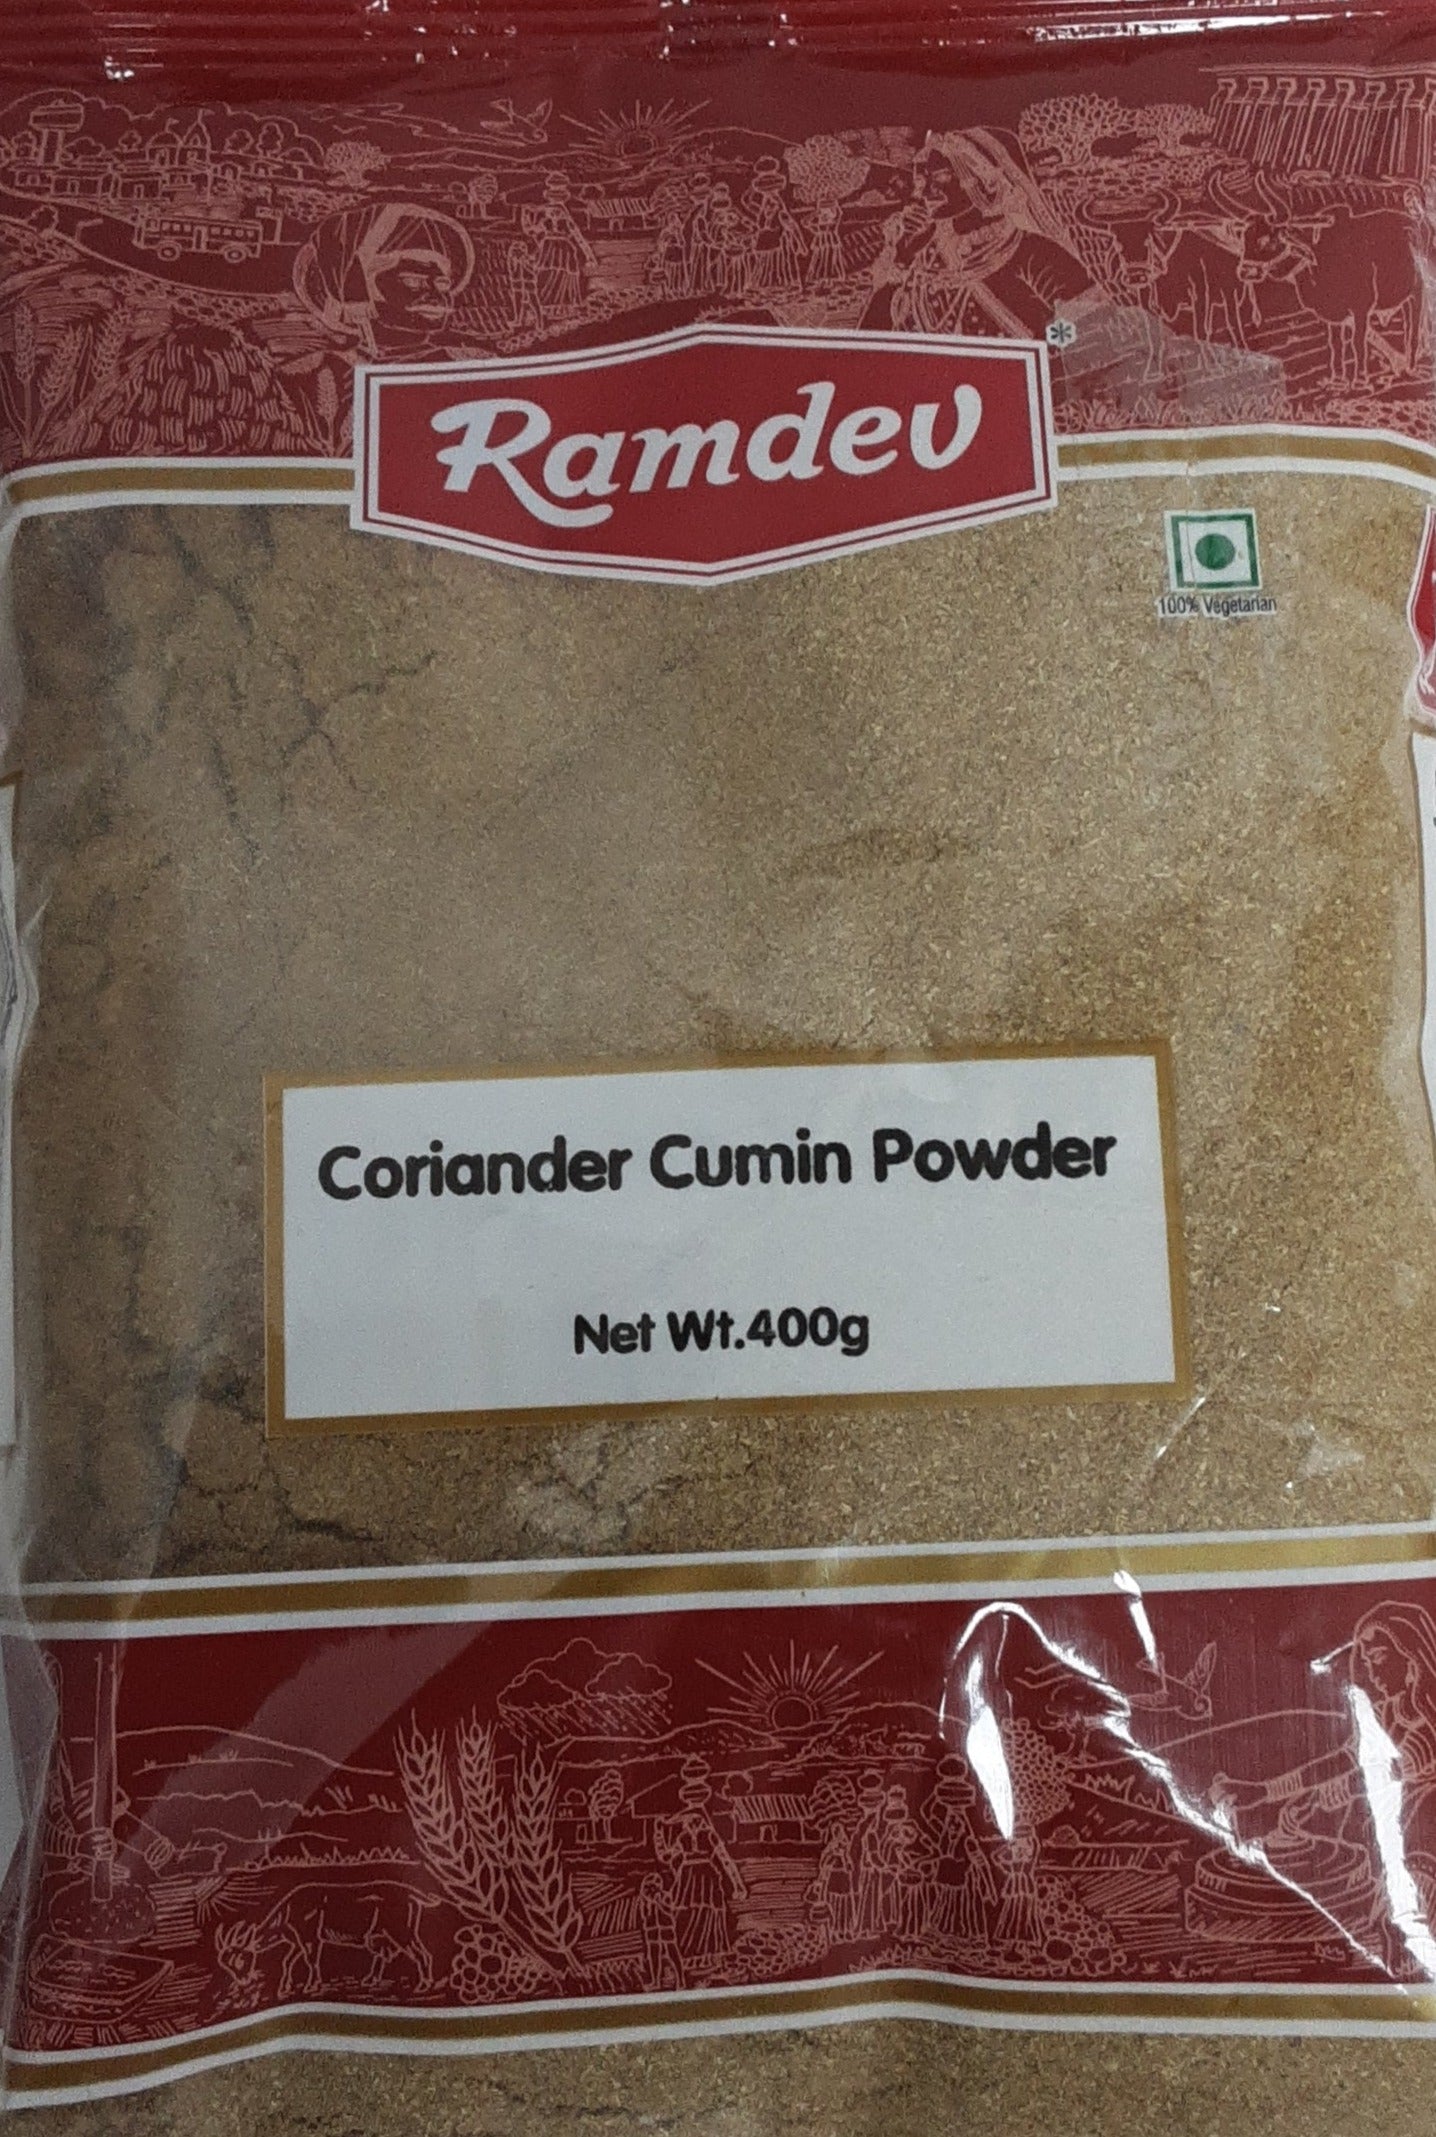 Ramdev
100% Vegetarian
Coriander Cumin Powder
Net Wt.400g